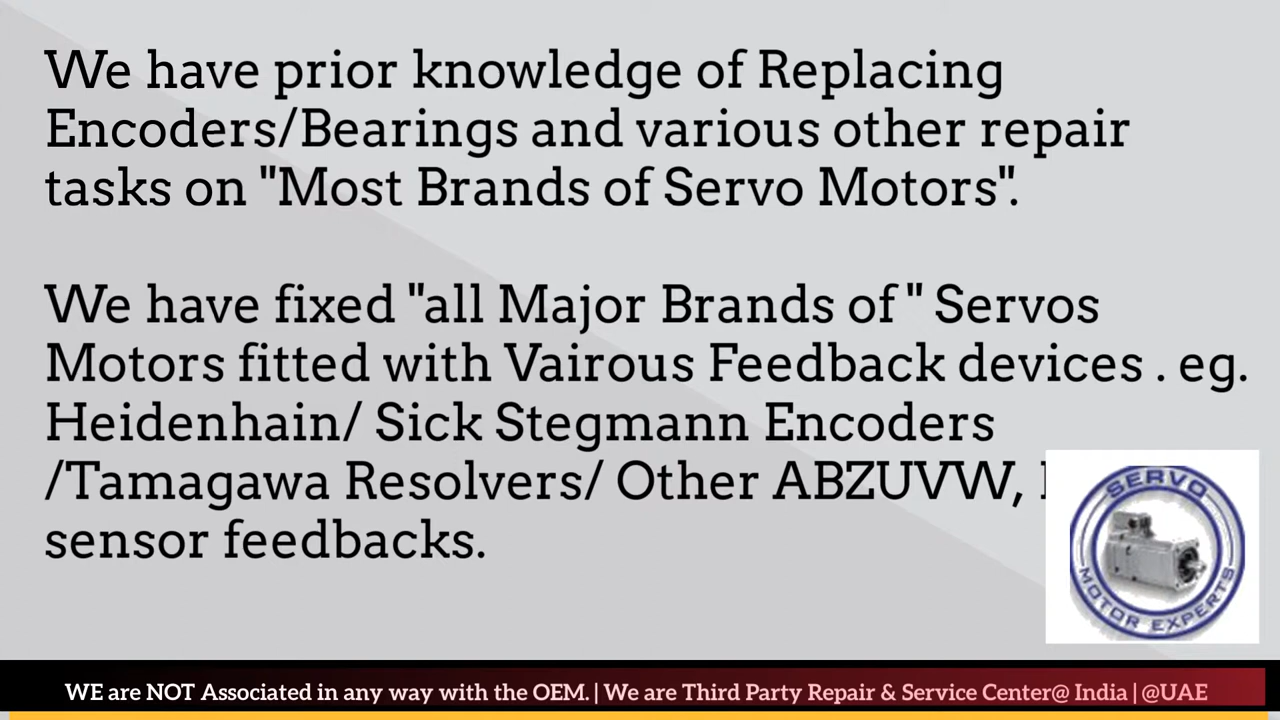 We have prior knowledge of Replacing
Encoders/Bearings and various other repair
tasks on "Most Brands of Servo Motors".
We have fixed "all Major Brands of " Servos
Motors fitted with Vairous Feedback devices . eg.
Heidenhain/ Sick Stegmann Encoders
/Tamagawa Resolvers/ Other ABZUVW,
sensor feedbacks.
SERVO
MOTOR EXPERTS
WE are NOT Associated in any way with the OEM. | We are Third Party Repair & Service Center@ India | @UAE